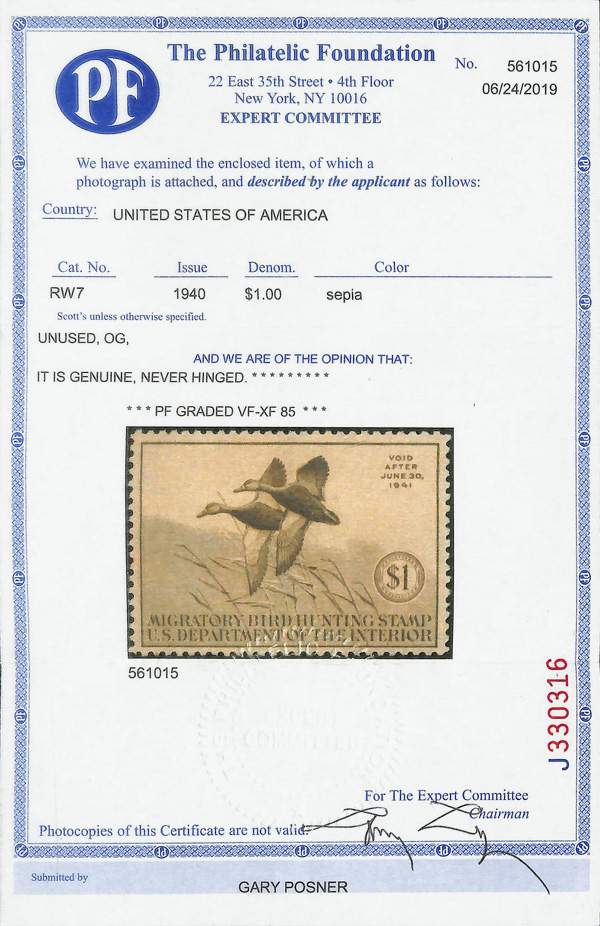 PF
The Philatelic Foundation
22 East 35th Street • 4th Floor
New York, NY 10016
EXPERT COMMITTEE
No. 561015
06/24/2019
We have examined the enclosed item, of which a
photograph is attached, and described by the applicant as follows:
Country: UNITED STATES OF AMERICA
Cat. No. Issue Denom. Color
RW7 1940 $1.00 sepia
Scott's unless otherwise specified.
UNUSED, OG,
AND WE ARE OF THE OPINION THAT:
IT IS GENUINE, NEVER HINGED. * * * * * * * * *
* * * PF GRADED VF-XF 85 * * *
VOID
AFTER
JUNE 30,
1941
$1
MIGRATORY BIRD HUNTING STAMP
U.S. DEPARTMENT OF THE INTERIOR
561015
J330316
For The Expert Committee
Chairman
Photocopies of this Certificate are not valid.
Submitted by
GARY POSNER